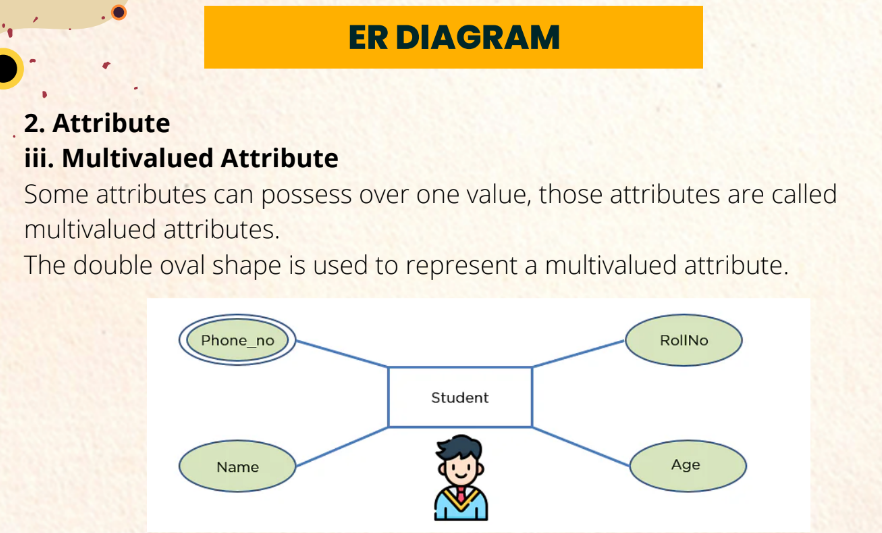 ER DIAGRAM
2. Attribute
iii. Multivalued Attribute
Some attributes can possess over one value, those attributes are called
multivalued attributes.
The double oval shape is used to represent a multivalued attribute.
Phone_no
RollNo
Student
Name
Age